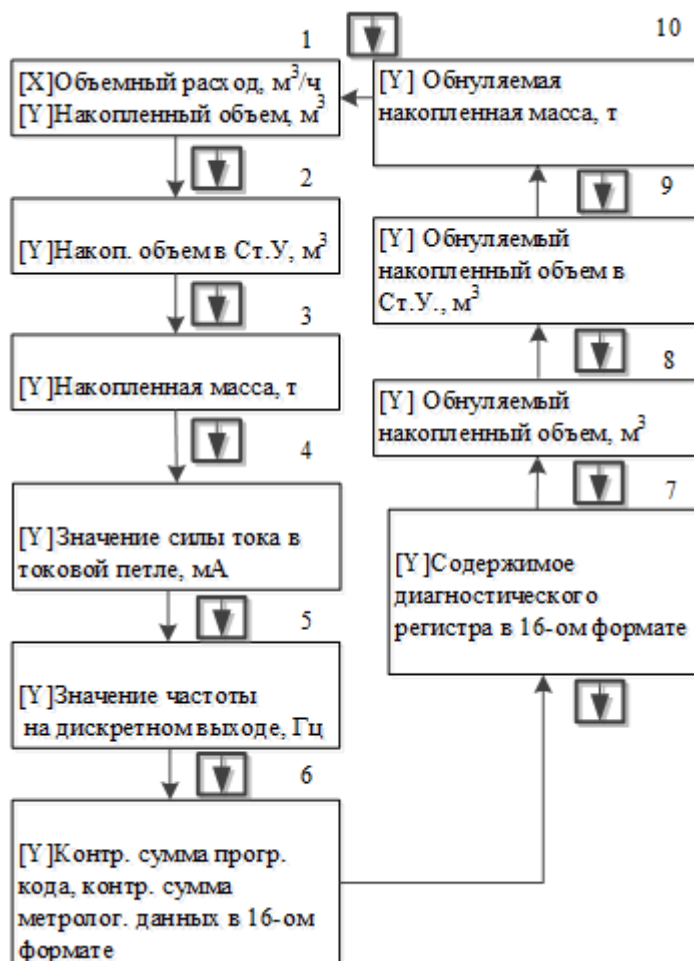 1
[X]Объемный расход, м³/ч
[Y]Накопленный объем, м³
2
[Y]Накоп. объем в Ст.У, м³
3
[Y]Накопленная масса, т
4
[Y]Значение силы тока в
токовой петле, мА
5
[Y]Значение частоты
на дискретном выходе, Гц
6
[Y]Контр. сумма прогр.
кода, контр. сумма
метролог. данных в 16-ом
формате
7
[Y]Содержимое
диагностического
регистра в 16-ом формате
8
[Y] Обнуляемый
накопленный объем, м³
9
[Y] Обнуляемый
накопленный объем в
Ст.У., м³
10
[Y] Обнуляемая
накопленная масса, т